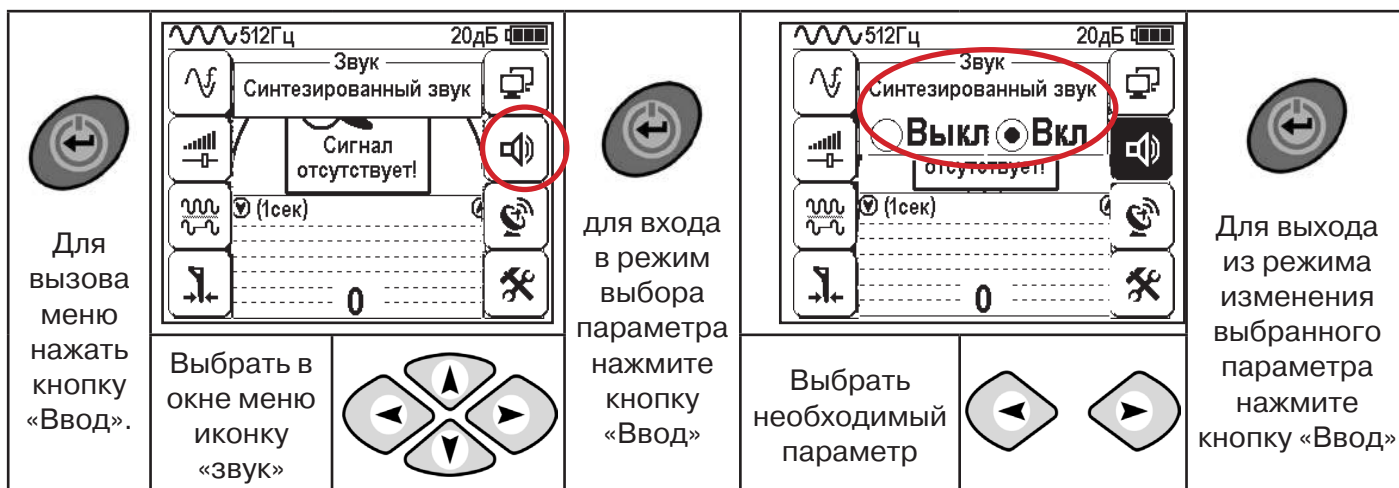 Для
вызова
меню
нажать
кнопку
«Ввод».
512Гц 20дБ
Звук
Синтезированный звук
Сигнал
отсутствует!
(1сек)
0
Выбрать в
окне меню
иконку
«звук»
для входа
в режим
выбора
параметра
нажмите
кнопку
«Ввод»
512Гц 20дБ
Звук
Синтезированный звук
Выкл Вкл
отсутствует!
(1сек)
0
Выбрать
необходимый
параметр
Для выхода
из режима
изменения
выбранного
параметра
нажмите
кнопку «Ввод»